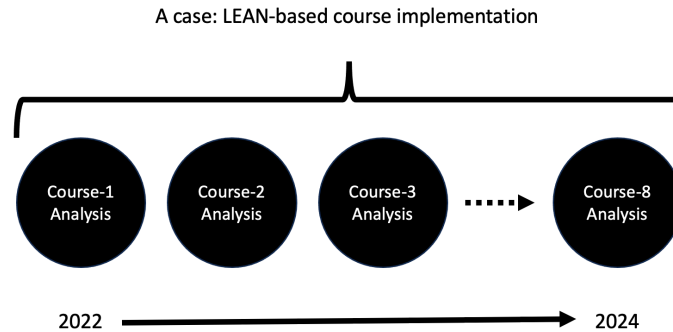 A case: LEAN-based course implementation
Course-1
Analysis
Course-2
Analysis
Course-3
Analysis
Course-8
Analysis
2022
2024